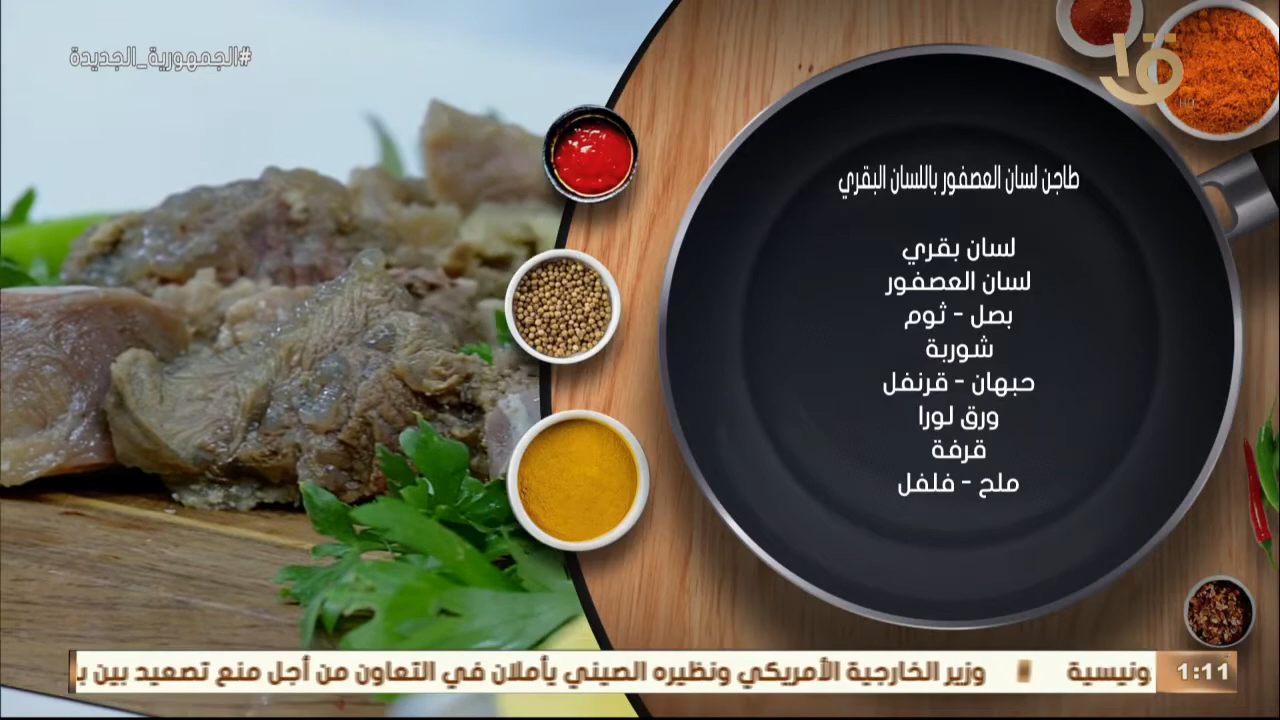 #الجمهورية_الجديدة
HD
طاجن لسان العصفور باللسان البقري
لسان بقري
لسان العصفور
بصل - ثوم
شوربة
حبهان - قرنفل
ورق لورا
قرفة
ملح - فلفل
1:11
وزير الخارجية الأمريكي ونظيره الصيني يأملان في التعاون من أجل منع تصعيد بين